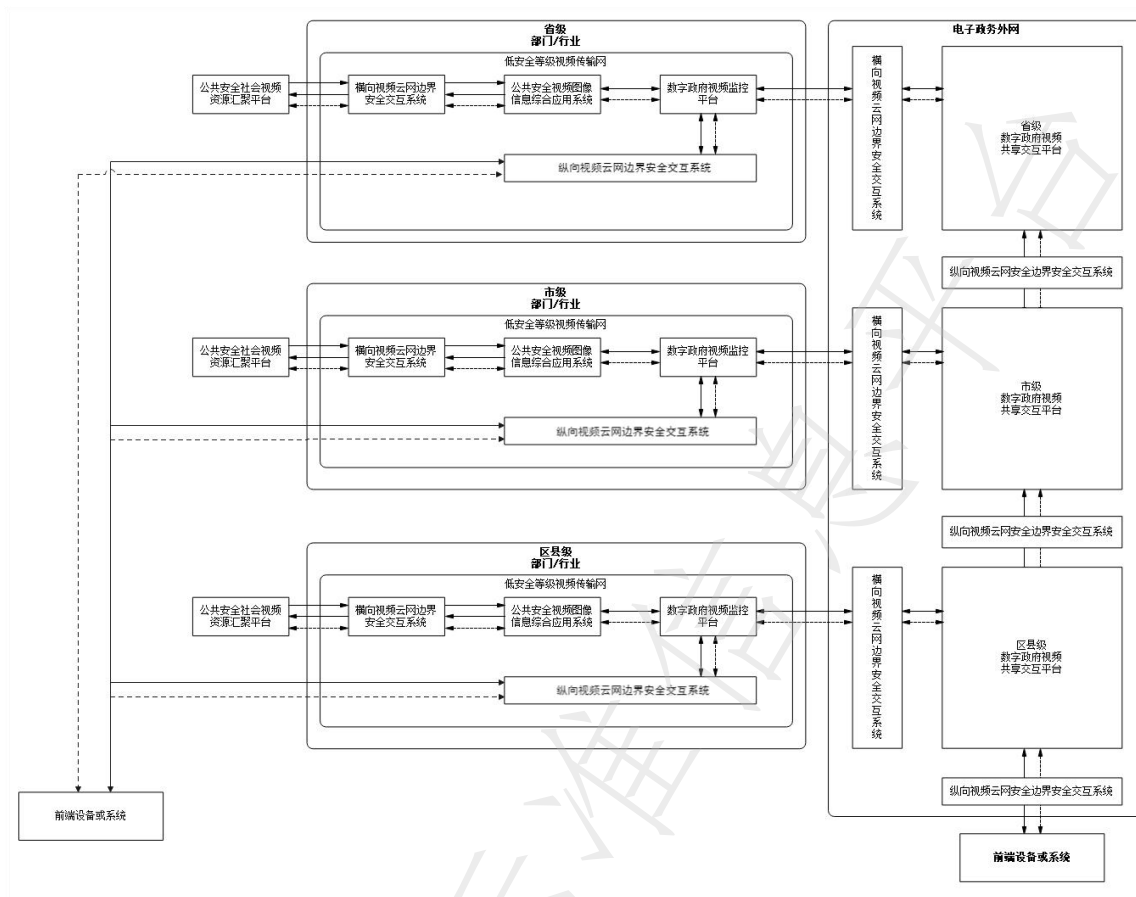 省级
部门/行业
低安全等级视频传输网
公共安全社会视频
资源汇聚平台
横向视频云网边界
安全交互系统
公共安全视频图像
信息综合应用系统
数字政府视频监控
平台
纵向视频云网边界安全交互系统
市级
部门/行业
低安全等级视频传输网
公共安全社会视频
资源汇聚平台
横向视频云网边界
安全交互系统
公共安全视频图像
信息综合应用系统
数字政府视频监控
平台
纵向视频云网边界安全交互系统
区县级
部门/行业
低安全等级视频传输网
公共安全社会视频
资源汇聚平台
横向视频云网边界
安全交互系统
公共安全视频图像
信息综合应用系统
数字政府视频监控
平台
纵向视频云网边界安全交互系统
前端设备或系统
电子政务外网
横向视频云网边界安全交互系统
省级
数字政府视频
共享交互平台
纵向视频云网安全边界安全交互系统
横向视频云网边界安全交互系统
市级
数字政府视频
共享交互平台
纵向视频云网安全边界安全交互系统
横向视频云网边界安全交互系统
区县级
数字政府视频
共享交互平台
纵向视频云网安全边界安全交互系统
前端设备或系统
准信息平台